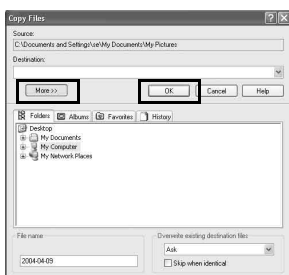 Copy Files
Source:
C:\Documents and Settings\se\My Documents\My Pictures
Destination:
More >> OK Cancel Help
Folders Albums Favorites History
Desktop
My Documents
My Computer
My Network Places
File name Overwrite existing destination files
2004-04-09 Ask
Skip when identical